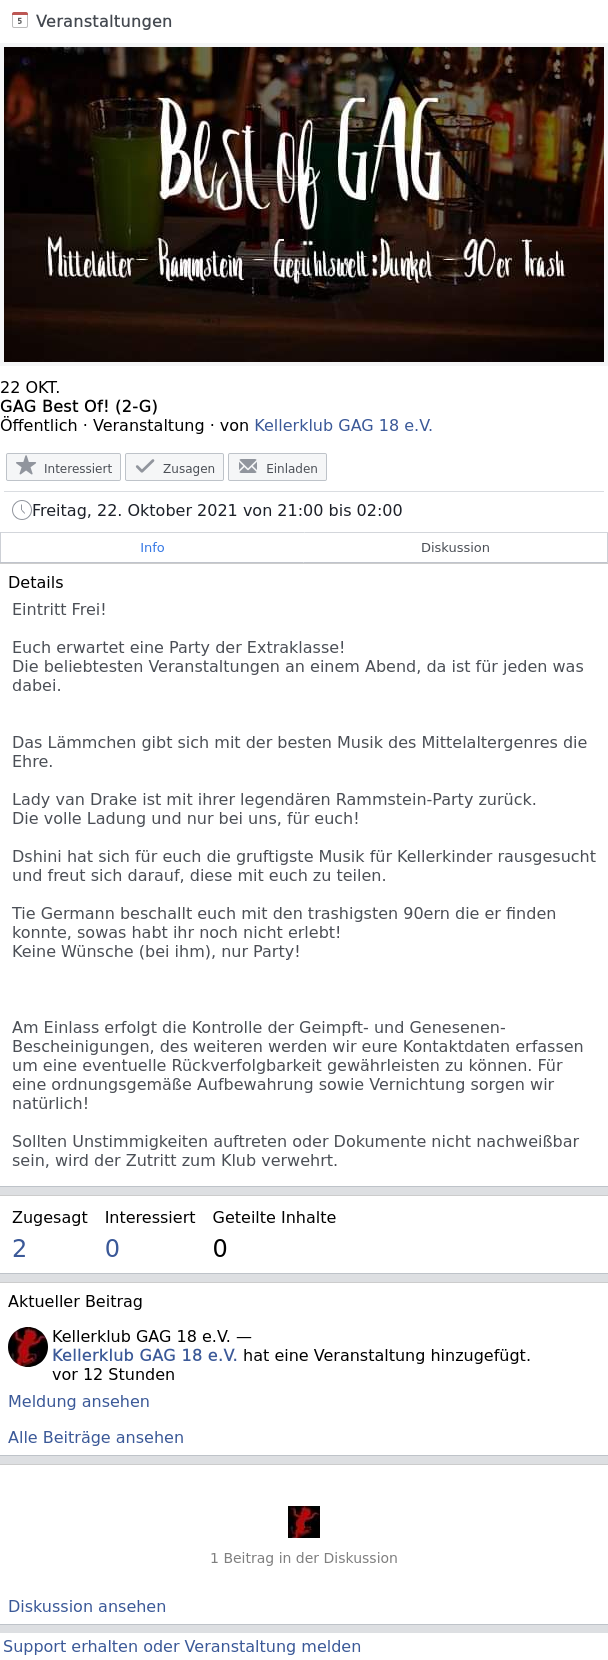 5 Veranstaltungen
Best of GAG
Mittelalter- Rammstein - Gefühlswelt:Dunkel - 90er Trash
22 OKT.
GAG Best Of! (2-G)
Öffentlich · Veranstaltung · von Kellerklub GAG 18 e.V.
Interessiert Zusagen Einladen
Freitag, 22. Oktober 2021 von 21:00 bis 02:00
Info Diskussion
Details
Eintritt Frei!
Euch erwartet eine Party der Extraklasse!
Die beliebtesten Veranstaltungen an einem Abend, da ist für jeden was
dabei.
Das Lämmchen gibt sich mit der besten Musik des Mittelaltergenres die
Ehre.
Lady van Drake ist mit ihrer legendären Rammstein-Party zurück.
Die volle Ladung und nur bei uns, für euch!
Dshini hat sich für euch die gruftigste Musik für Kellerkinder rausgesucht
und freut sich darauf, diese mit euch zu teilen.
Tie Germann beschallt euch mit den trashigsten 90ern die er finden
konnte, sowas habt ihr noch nicht erlebt!
Keine Wünsche (bei ihm), nur Party!
Am Einlass erfolgt die Kontrolle der Geimpft- und Genesenen-
Bescheinigungen, des weiteren werden wir eure Kontaktdaten erfassen
um eine eventuelle Rückverfolgbarkeit gewährleisten zu können. Für
eine ordnungsgemäße Aufbewahrung sowie Vernichtung sorgen wir
natürlich!
Sollten Unstimmigkeiten auftreten oder Dokumente nicht nachweißbar
sein, wird der Zutritt zum Klub verwehrt.
Zugesagt Interessiert Geteilte Inhalte
2 0 0
Aktueller Beitrag
Kellerklub GAG 18 e.V. —
Kellerklub GAG 18 e.V. hat eine Veranstaltung hinzugefügt.
vor 12 Stunden
Meldung ansehen
Alle Beiträge ansehen
1 Beitrag in der Diskussion
Diskussion ansehen
Support erhalten oder Veranstaltung melden